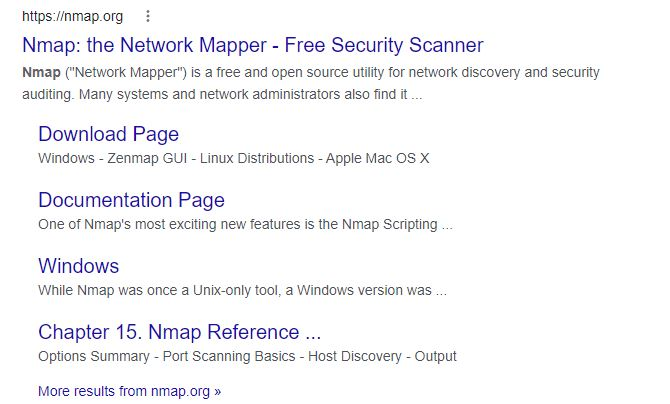 https://nmap.org
Nmap: the Network Mapper - Free Security Scanner
Nmap ("Network Mapper") is a free and open source utility for network discovery and security
auditing. Many systems and network administrators also find it ...
Download Page
Windows - Zenmap GUI - Linux Distributions - Apple Mac OS X
Documentation Page
One of Nmap's most exciting new features is the Nmap Scripting ...
Windows
While Nmap was once a Unix-only tool, a Windows version was ...
Chapter 15. Nmap Reference ...
Options Summary - Port Scanning Basics - Host Discovery - Output
More results from nmap.org »